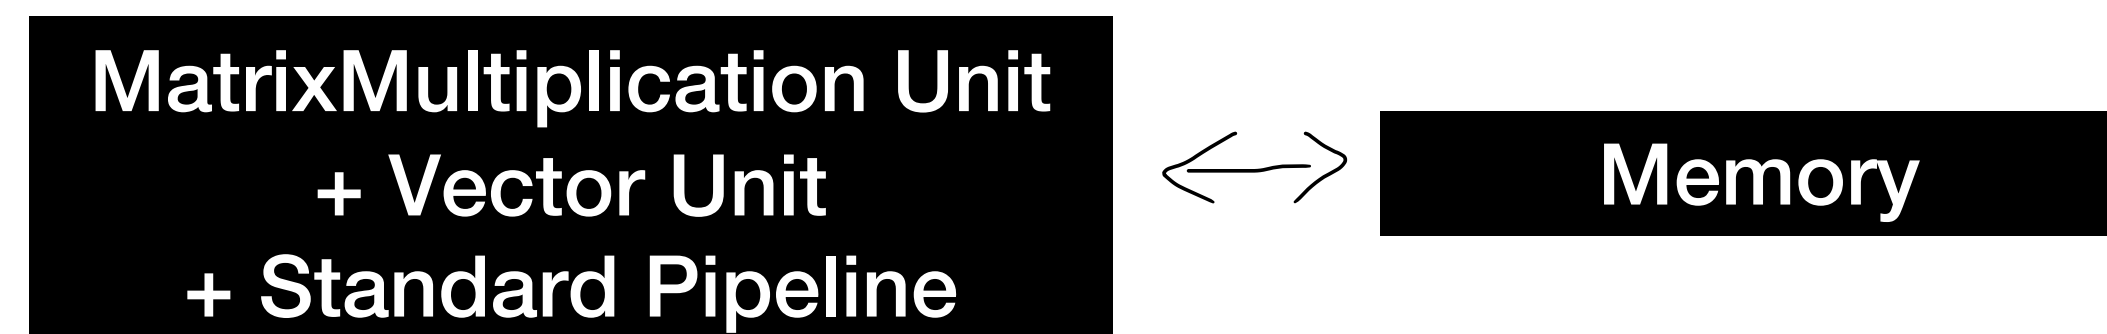 MatrixMultiplication Unit
+ Vector Unit
+ Standard Pipeline
Memory